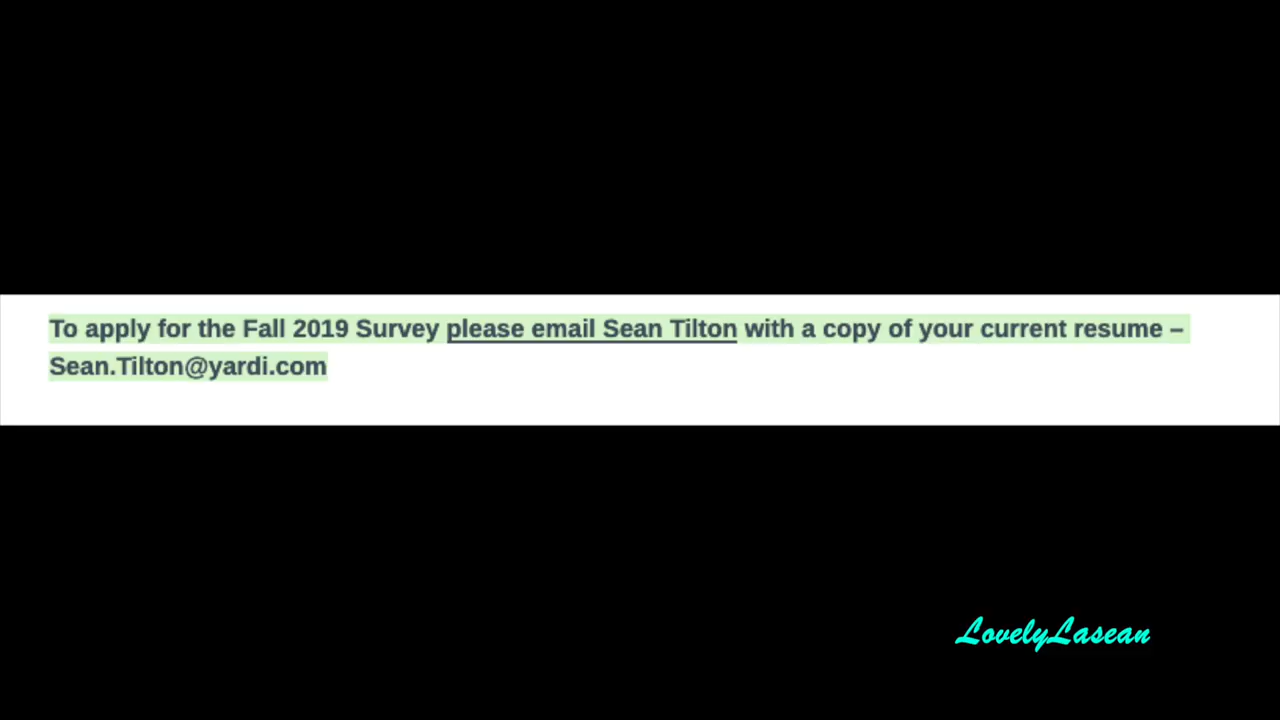 To apply for the Fall 2019 Survey please email Sean Tilton with a copy of your current resume –
Sean.Tilton@yardi.com
LovelyLasean